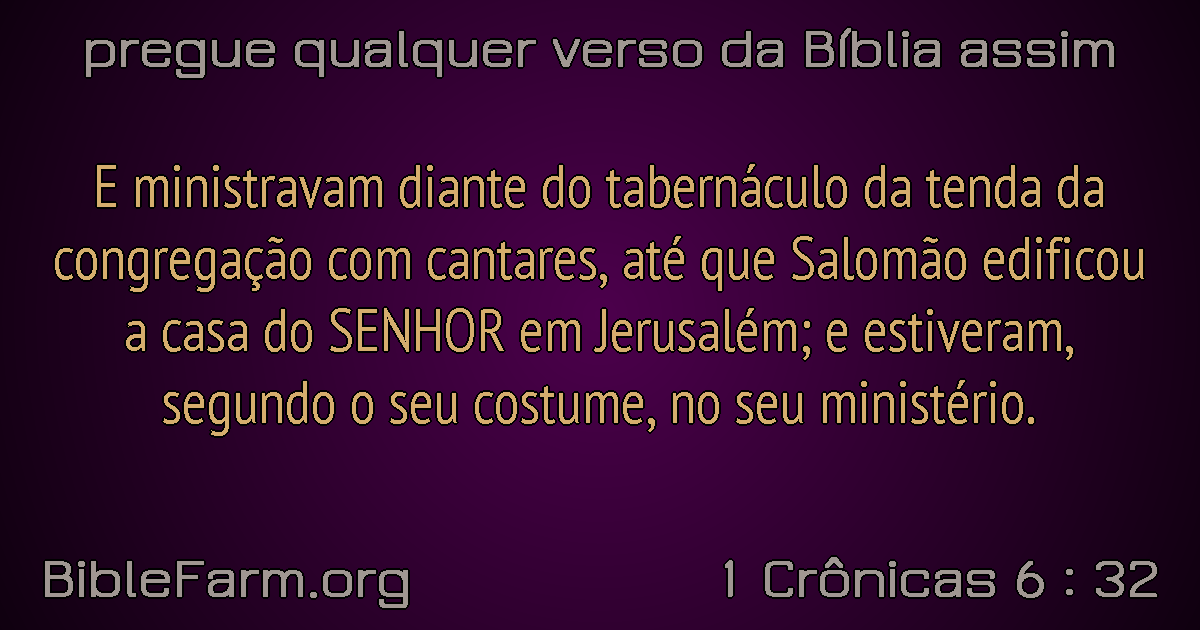 pregue qualquer verso da Bíblia assim
E ministravam diante do tabernáculo da tenda da
congregação com cantares, até que Salomão edificou
a casa do SENHOR em Jerusalém; e estiveram,
segundo o seu costume, no seu ministério.
BibleFarm.org
1 Crônicas 6 : 32